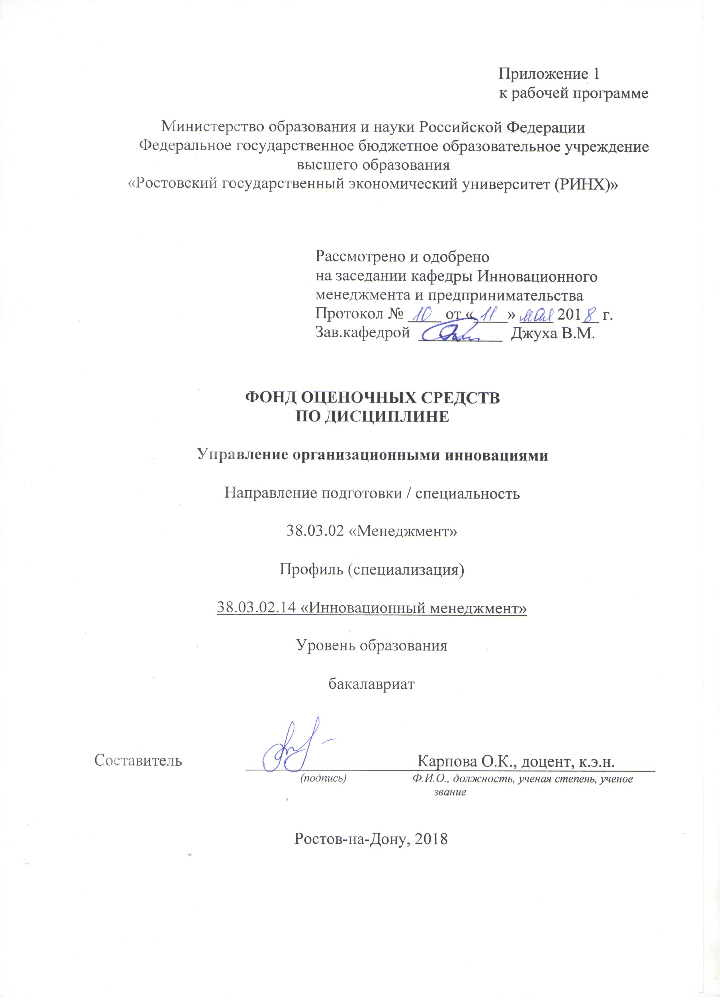 Приложение 1
к рабочей программе
Министерство образования и науки Российской Федерации
Федеральное государственное бюджетное образовательное учреждение
высшего образования
«Ростовский государственный экономический университет (РИНХ)»
Рассмотрено и одобрено
на заседании кафедры Инновационного
менеджмента и предпринимательства
Протокол № 10 от « 11 » мая 2018 г.
Зав.кафедрой Джуха В.М.
ФОНД ОЦЕНОЧНЫХ СРЕДСТВ
ПО ДИСЦИПЛИНЕ
Управление организационными инновациями
Направление подготовки / специальность
38.03.02 «Менеджмент»
Профиль (специализация)
38.03.02.14 «Инновационный менеджмент»
Уровень образования
бакалавриат
Составитель Карпова О.К., доцент, к.э.н.
(подпись) Ф.И.О., должность, ученая степень, ученое
звание
Ростов-на-Дону, 2018